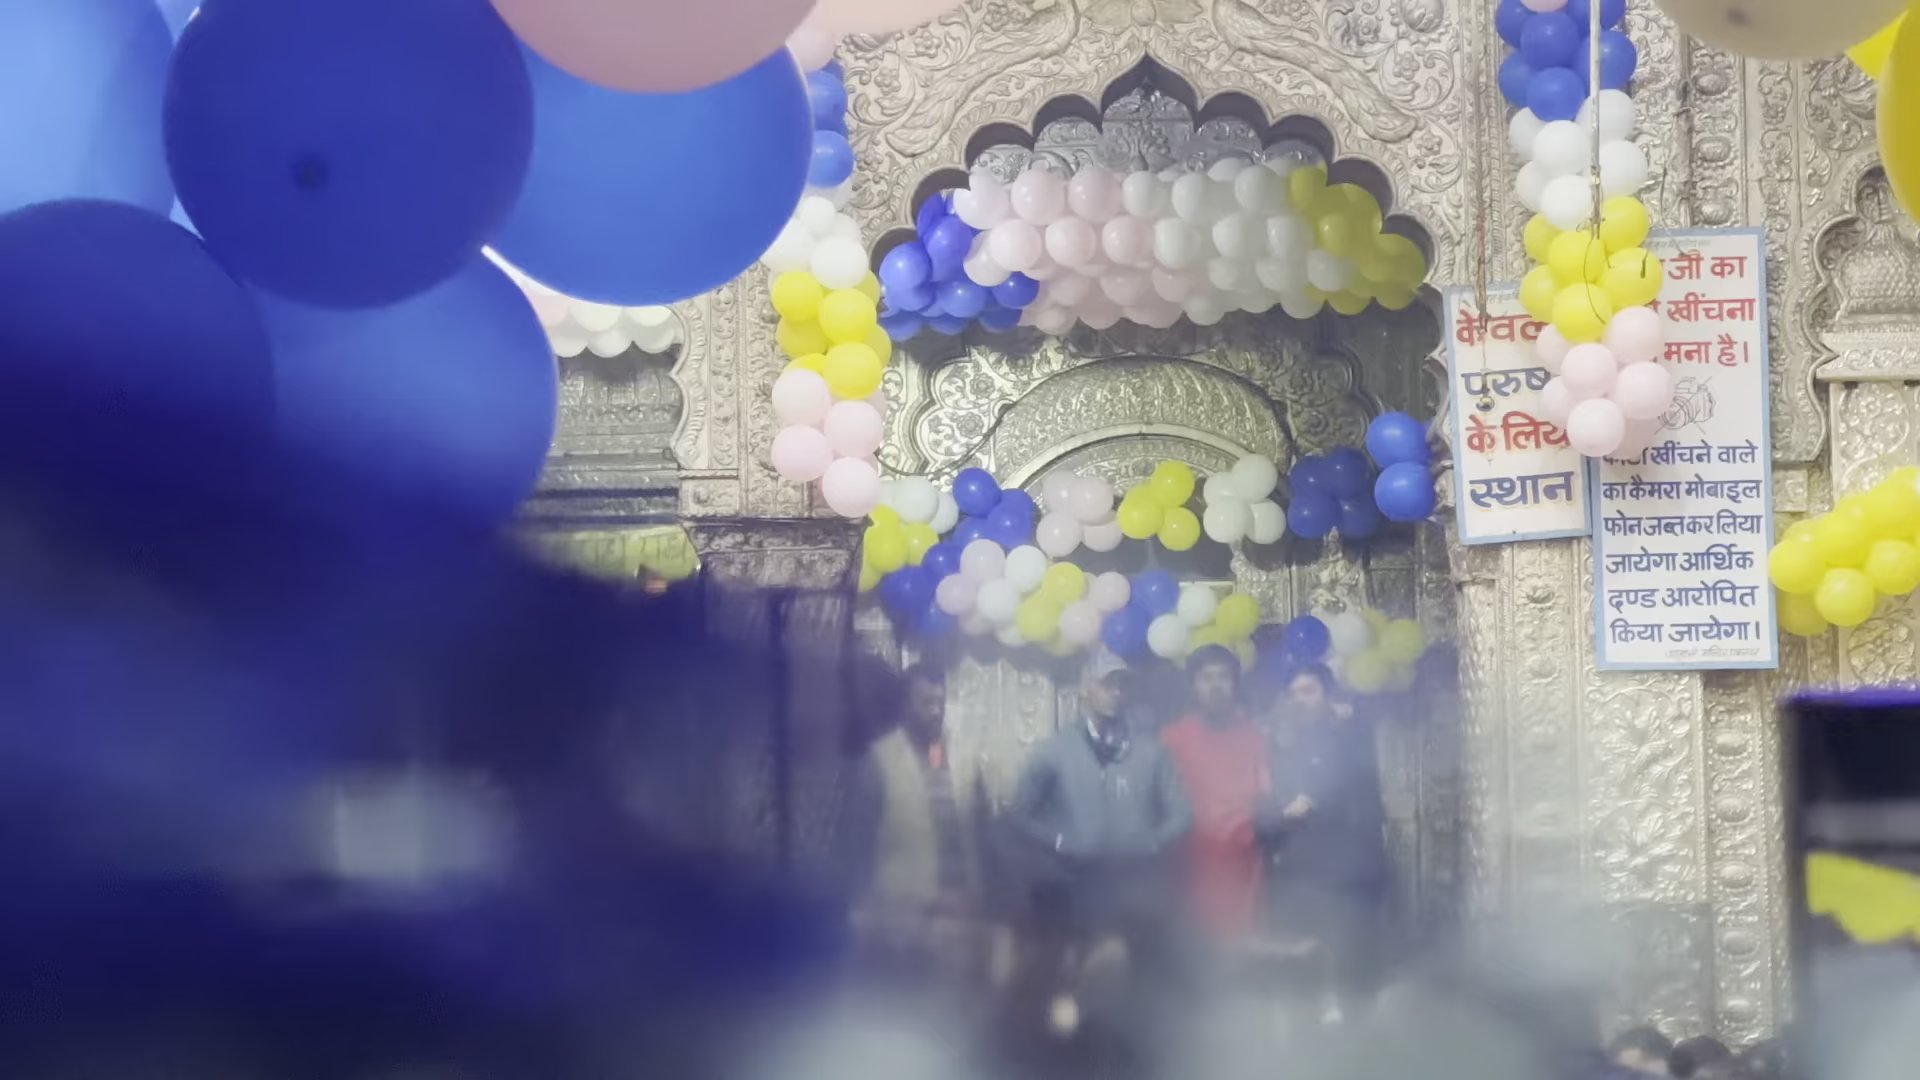 केवल
पुरुष
के लिये
स्थान
जी का
खींचना
मना है।
खींचने वाले
का कैमरा मोबाइल
फोन जब्त कर लिया
जायेगा आर्थिक
दण्ड आरोपित
किया जायेगा।